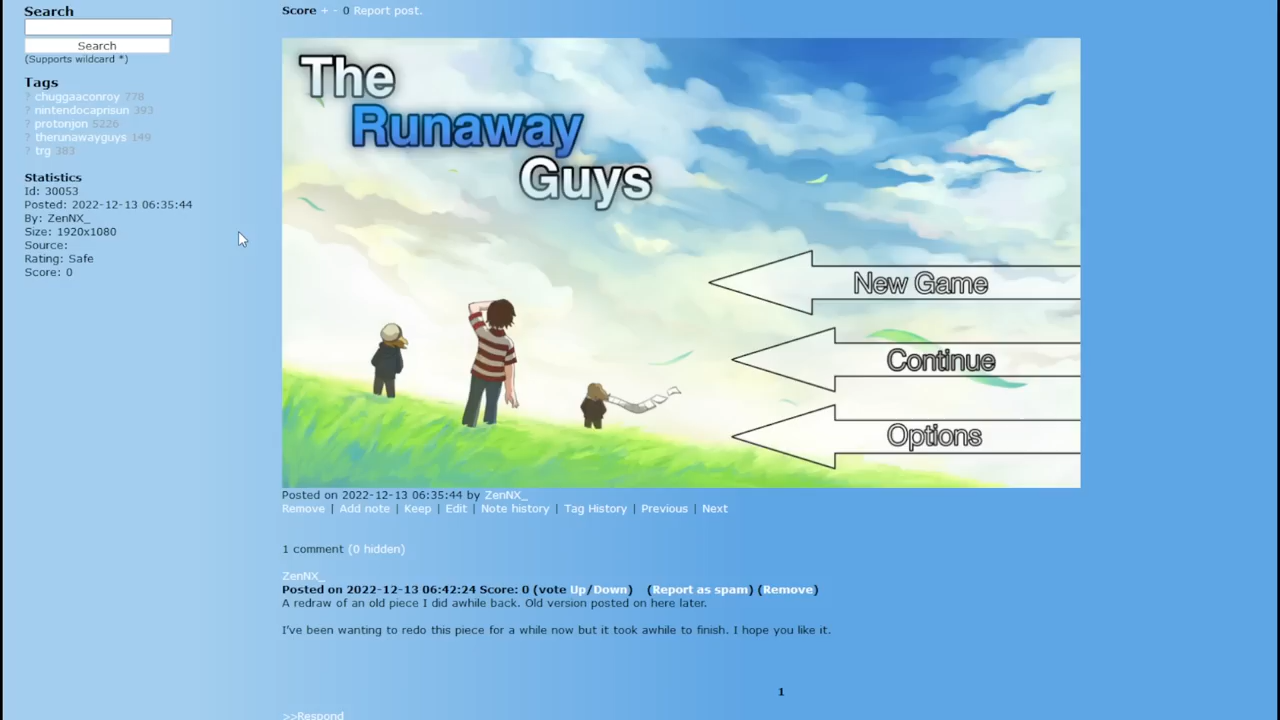 Search
Search
(Supports wildcard *)
Tags
? chuggaaconroy 778
? nintendocaprisun 393
? protonjon 5226
? therunawayguys 149
? trg 383
Statistics
Id: 30053
Posted: 2022-12-13 06:35:44
By: ZenNX_
Size: 1920x1080
Source:
Rating: Safe
Score: 0
Score + - 0 Report post.
The
Runaway
Guys
New Game
Continue
Options
Posted on 2022-12-13 06:35:44 by ZenNX_
Remove | Add note | Keep | Edit | Note history | Tag History | Previous | Next
1 comment (0 hidden)
ZenNX_
Posted on 2022-12-13 06:42:24 Score: 0 (vote Up/Down) (Report as spam) (Remove)
A redraw of an old piece I did awhile back. Old version posted on here later.
I've been wanting to redo this piece for a while now but it took awhile to finish. I hope you like it.
1
>>Respond